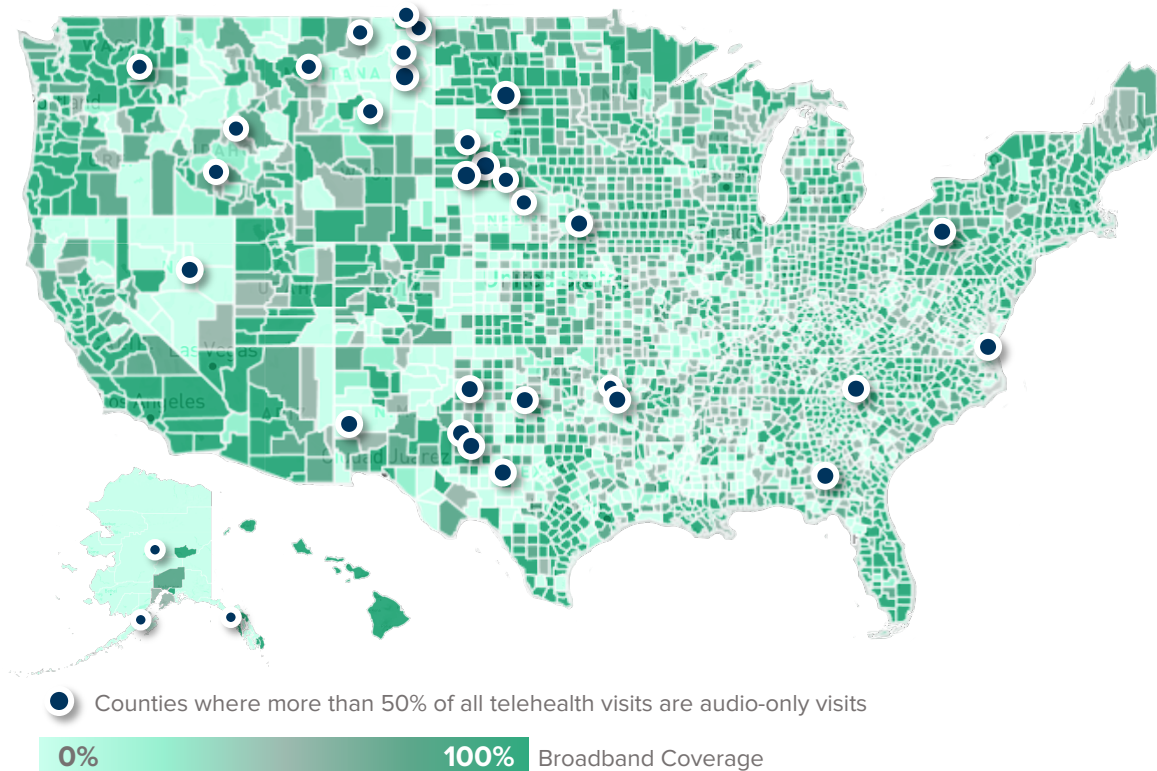 MONTANA
Las Vegas
Los Angeles
Ciudad Juárez
Counties where more than 50% of all telehealth visits are audio-only visits
0%
100%
Broadband Coverage